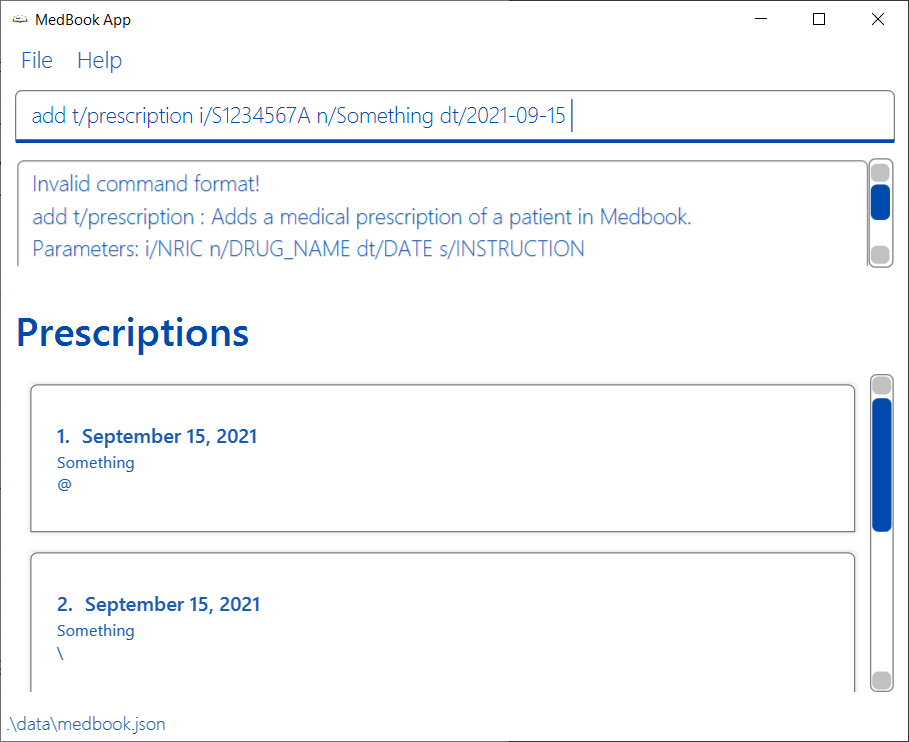 MedBook App
File Help
add t/prescription i/S1234567A n/Something dt/2021-09-15
Invalid command format!
add t/prescription : Adds a medical prescription of a patient in Medbook.
Parameters: i/NRIC n/DRUG_NAME dt/DATE s/INSTRUCTION
Prescriptions
1. September 15, 2021
Something
@
2. September 15, 2021
Something
\
.\data\medbook.json